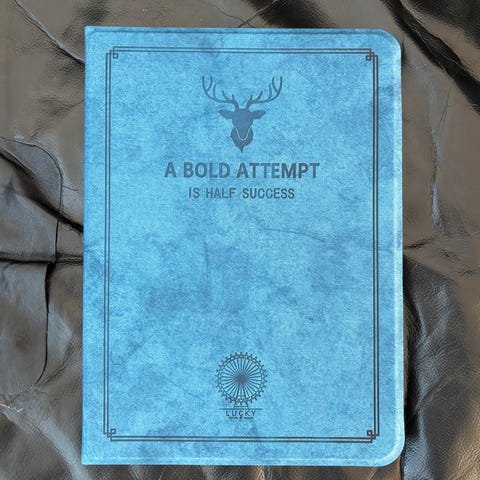 A BOLD ATTEMPT
IS HALF SUCCESS
LUCKY